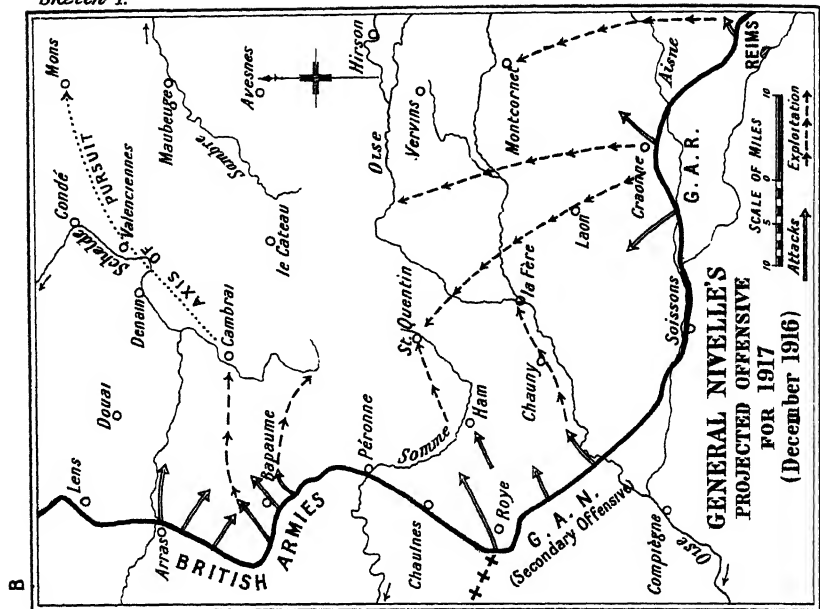 Sketch 1.
B
Mons
Condé
PURSUIT
Maubeuge
Valenciennes
Schelde
AXIS OF
Denain
Douai
Lens
Sambre
Avesnes
Hirson
le Câteau
Cambrai
Arras
Bapaume
BRITISH
ARMIES
Péronne
Somme
St. Quentin
Oise
Vervins
Montcornet
Ham
la Fère
Laon
Chaulnes
Roye
Chauny
Craonne
Aisne
REIMS
G. A. R.
G. A. N.
(Secondary Offensive)
Soissons
Compiègne
Oise
GENERAL NIVELLE'S
PROJECTED OFFENSIVE
FOR 1917
(December 1916)
SCALE OF MILES
10 5 0 10
Attacks
Exploitation